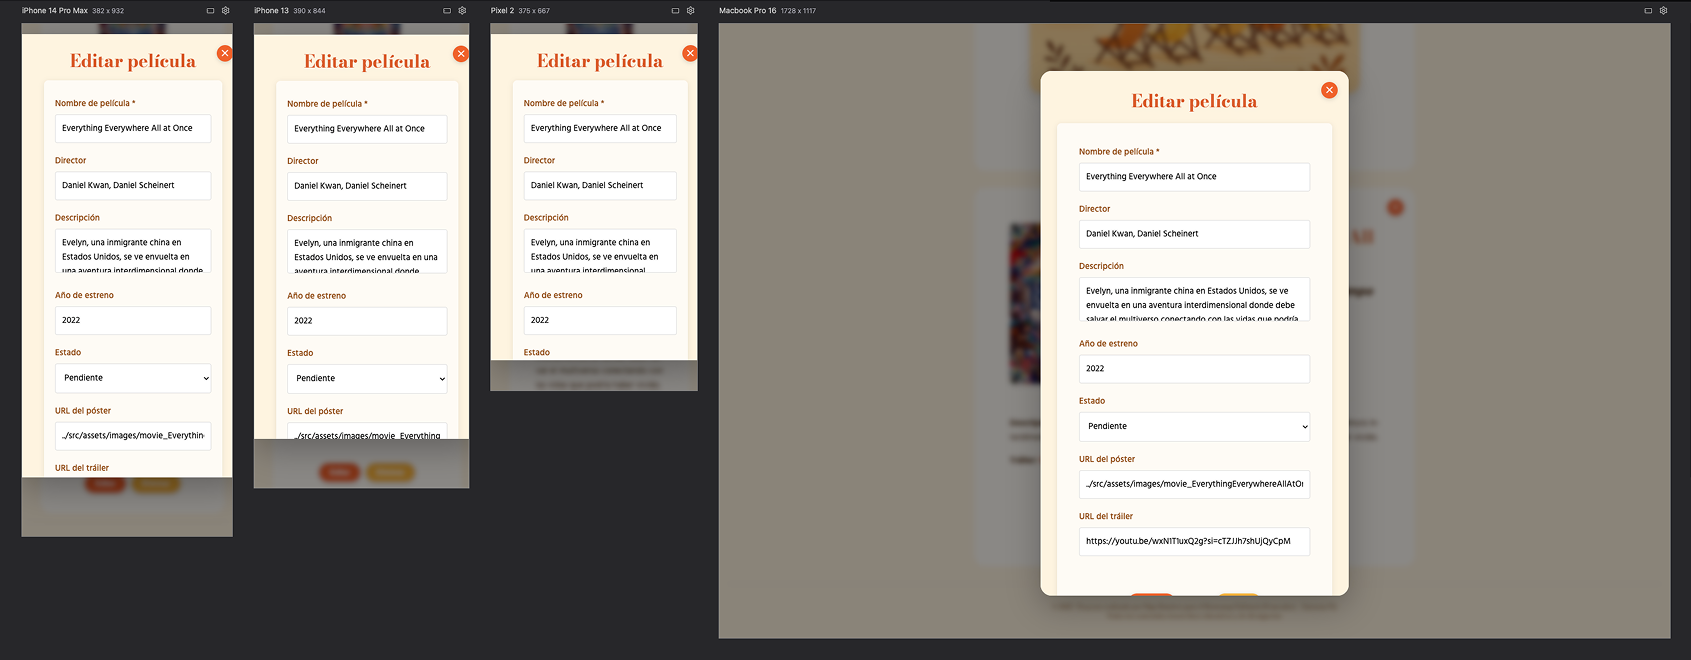 iPhone 14 Pro Max 382 x 932
Editar película
Nombre de película *
Everything Everywhere All at Once
Director
Daniel Kwan, Daniel Scheinert
Descripción
Evelyn, una inmigrante china en
Estados Unidos, se ve envuelta en
una aventura interdimensional donde
Año de estreno
2022
Estado
Pendiente
URL del póster
../src/assets/images/movie_Everythin
URL del tráiler
iPhone 13 390 x 844
Editar película
Nombre de película *
Everything Everywhere All at Once
Director
Daniel Kwan, Daniel Scheinert
Descripción
Evelyn, una inmigrante china en
Estados Unidos, se ve envuelta en una
aventura interdimensional donde
Año de estreno
2022
Estado
Pendiente
URL del póster
../src/assets/images/movie_Everything
Pixel 2 375 x 667
Editar película
Nombre de película *
Everything Everywhere All at Once
Director
Daniel Kwan, Daniel Scheinert
Descripción
Evelyn, una inmigrante china en
Estados Unidos, se ve envuelta en
una aventura interdimensional
Año de estreno
2022
Estado
Macbook Pro 16 1728 x 1117
Editar película
Nombre de película *
Everything Everywhere All at Once
Director
Daniel Kwan, Daniel Scheinert
Descripción
Evelyn, una inmigrante china en Estados Unidos, se ve
envuelta en una aventura interdimensional donde debe
salvar el multiverso conectando con las vidas que podría
Año de estreno
2022
Estado
Pendiente
URL del póster
../src/assets/images/movie_EverythingEverywhereAllAtOn
URL del tráiler
https://youtu.be/wxN1T1uxQ2g?si=cTZJJh7shUjQyCpM